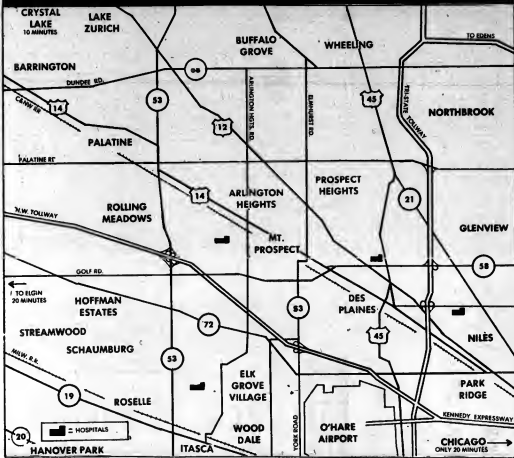 CRYSTAL
LAKE
10 MINUTES
LAKE
ZURICH
BUFFALO
GROVE
WHEELING
TO EDENS
BARRINGTON
DUNDEE RD.
68
53
ARLINGTON HGTS. RD.
ELMHURST RD.
45
TRI-STATE
TOLLWAY
NORTHBROOK
C&NW RR
14
12
PALATINE
PALATINE RD.
14
ARLINGTON
HEIGHTS
PROSPECT
HEIGHTS
21
ROLLING
MEADOWS
N.W. TOLLWAY
MT.
PROSPECT
GLENVIEW
GOLF RD.
58
TO ELGIN
20 MINUTES
HOFFMAN
ESTATES
83
DES
PLAINES
STREAMWOOD
72
45
NILES
SCHAUMBURG
MILW. R.R.
53
ELK
GROVE
VILLAGE
PARK
RIDGE
19
ROSELLE
KENNEDY EXPRESSWAY
= HOSPITALS
WOOD
DALE
YORK ROAD
O'HARE
AIRPORT
20
HANOVER PARK
ITASCA
CHICAGO
ONLY 20 MINUTES